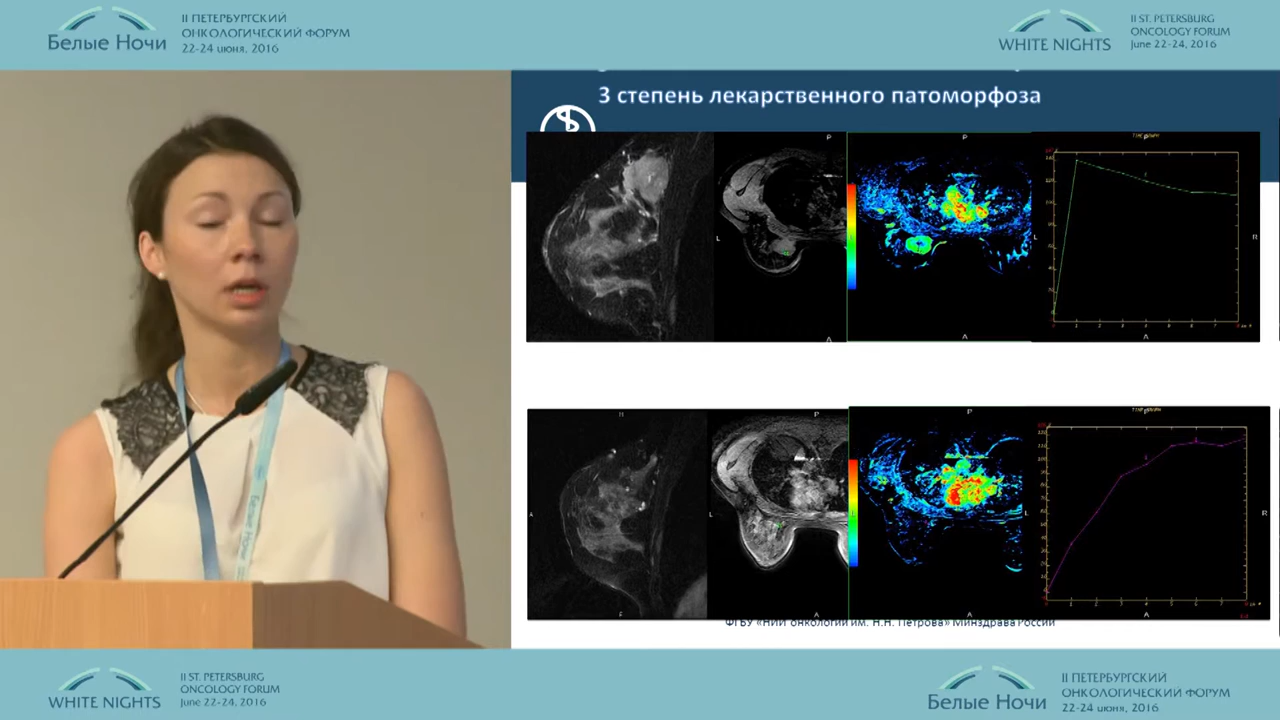 II ПЕТЕРБУРГСКИЙ
ОНКОЛОГИЧЕСКИЙ ФОРУМ
22-24 июня, 2016
Белые Ночи
II ST. PETERSBURG
ONCOLOGY FORUM
June 22-24, 2016
WHITE NIGHTS
3 степень лекарственного патоморфоза
P
P
P
L
L
R
A
A
A
H
P
P
P
A
L
L
R
F
A
A
A
Белые Ночи
ФГБУ «НИИ онкологии им. Н.Н. Петрова» Минздрава России
WHITE NIGHTS
II ST. PETERSBURG
ONCOLOGY FORUM
June 22-24, 2016
Белые Ночи
II ПЕТЕРБУРГСКИЙ
ОНКОЛОГИЧЕСКИЙ ФОРУМ
22-24 июня, 2016